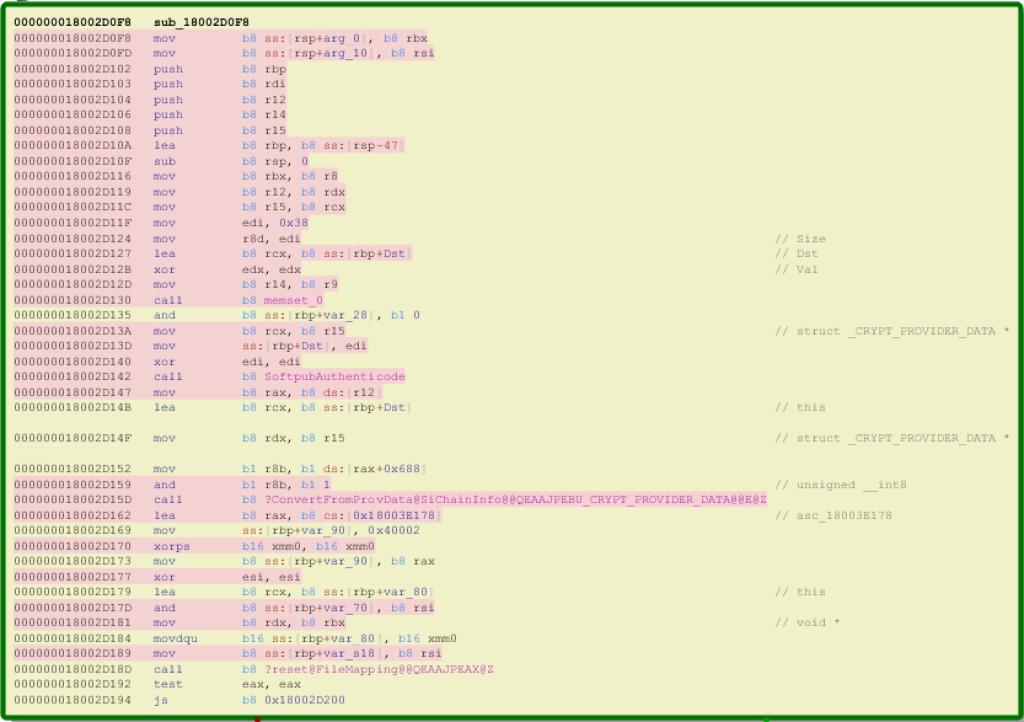 000000018002D0F8 sub_18002D0F8
000000018002D0F8 mov b8 ss:[rsp+arg_0], b8 rbx
000000018002D0FD mov b8 ss:[rsp+arg_10], b8 rsi
000000018002D102 push b8 rbp
000000018002D103 push b8 rdi
000000018002D104 push b8 r12
000000018002D106 push b8 r14
000000018002D108 push b8 r15
000000018002D10A lea b8 rbp, b8 ss:[rsp-47]
000000018002D10F sub b8 rsp, 0
000000018002D116 mov b8 rbx, b8 r8
000000018002D119 mov b8 r12, b8 rdx
000000018002D11C mov b8 r15, b8 rcx
000000018002D11F mov edi, 0x38
000000018002D124 mov r8d, edi // Size
000000018002D127 lea b8 rcx, b8 ss:[rbp+Dst] // Dst
000000018002D12B xor edx, edx // Val
000000018002D12D mov b8 r14, b8 r9
000000018002D130 call b8 memset_0
000000018002D135 and b8 ss:[rbp+var_28], b1 0
000000018002D13A mov b8 rcx, b8 r15 // struct _CRYPT_PROVIDER_DATA *
000000018002D13D mov ss:[rbp+Dst], edi
000000018002D140 xor edi, edi
000000018002D142 call b8 SoftpubAuthenticode
000000018002D147 mov b8 rax, b8 ds:[r12]
000000018002D14B lea b8 rcx, b8 ss:[rbp+Dst] // this
000000018002D14F mov b8 rdx, b8 r15 // struct _CRYPT_PROVIDER_DATA *
000000018002D152 mov b1 r8b, b1 ds:[rax+0x688]
000000018002D159 and b1 r8b, b1 1 // unsigned __int8
000000018002D15D call b8 ?ConvertFromProvData@SiChainInfo@@QEAAJPEBU_CRYPT_PROVIDER_DATA@@E@Z
000000018002D162 lea b8 rax, b8 cs:[0x18003E178] // asc_18003E178
000000018002D169 mov ss:[rbp+var_90], 0x40002
000000018002D170 xorps b16 xmm0, b16 xmm0
000000018002D173 mov b8 ss:[rbp+var_90], b8 rax
000000018002D177 xor esi, esi
000000018002D179 lea b8 rcx, b8 ss:[rbp+var_80] // this
000000018002D17D and b8 ss:[rbp+var_70], b8 rsi
000000018002D181 mov b8 rdx, b8 rbx // void *
000000018002D184 movdqu b16 ss:[rbp+var_80], b16 xmm0
000000018002D189 mov b8 ss:[rbp+var_s18], b8 rsi
000000018002D18D call b8 ?reset@FileMapping@@QEAAJPEAX@Z
000000018002D192 test eax, eax
000000018002D194 js b8 0x18002D200